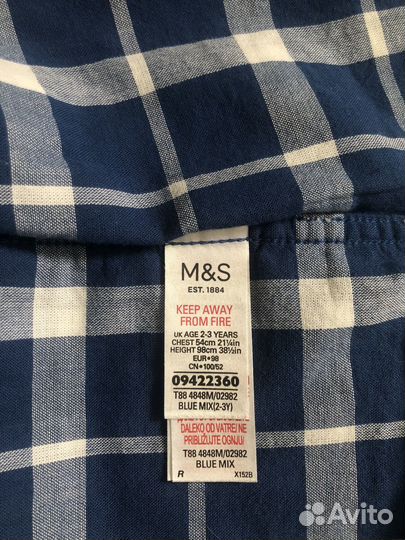 M&S
EST. 1884
KEEP AWAY
FROM FIRE
UK AGE 2-3 YEARS
CHEST 54cm 21¼in
HEIGHT 98cm 38½in
EUR•98
CN•100/52
09422360
T88 4848M/02982
BLUE MIX(2-3Y)
DALEKO OD VATREJ NE
PRIBLIŽUJTE OGNJU
T88 4848M/02982
BLUE MIX
R X152B
Avito